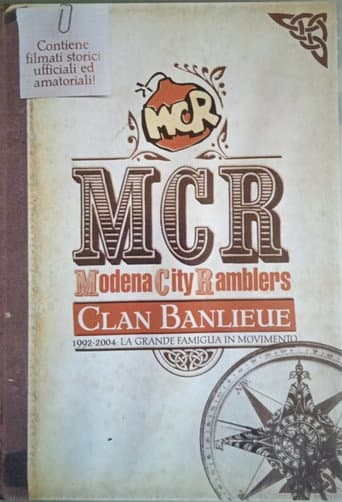 Contiene
filmati storici
ufficiali ed
amatoriali!
MCR
MCR
Modena City Ramblers
CLAN BANLIEUE
1992-2004: LA GRANDE FAMIGLIA IN MOVIMENTO